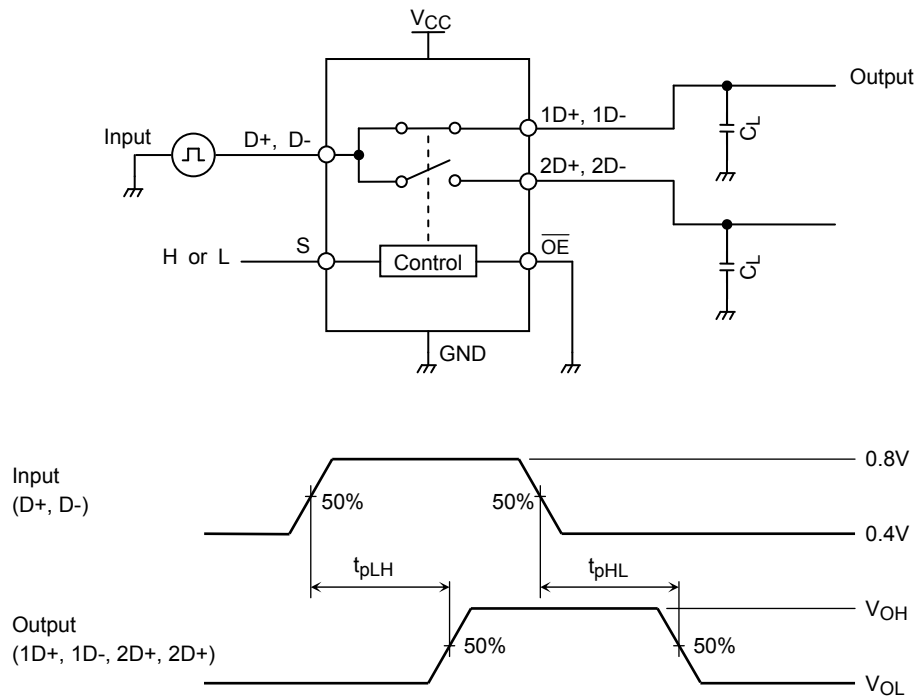 VCC
Output
1D+, 1D-
Input
D+, D-
CL
2D+, 2D-
S
OE
H or L
Control
CL
GND
Input
(D+, D-)
50%
50%
0.8V
0.4V
tpLH
tpHL
Output
(1D+, 1D-, 2D+, 2D+)
50%
50%
VOH
VOL